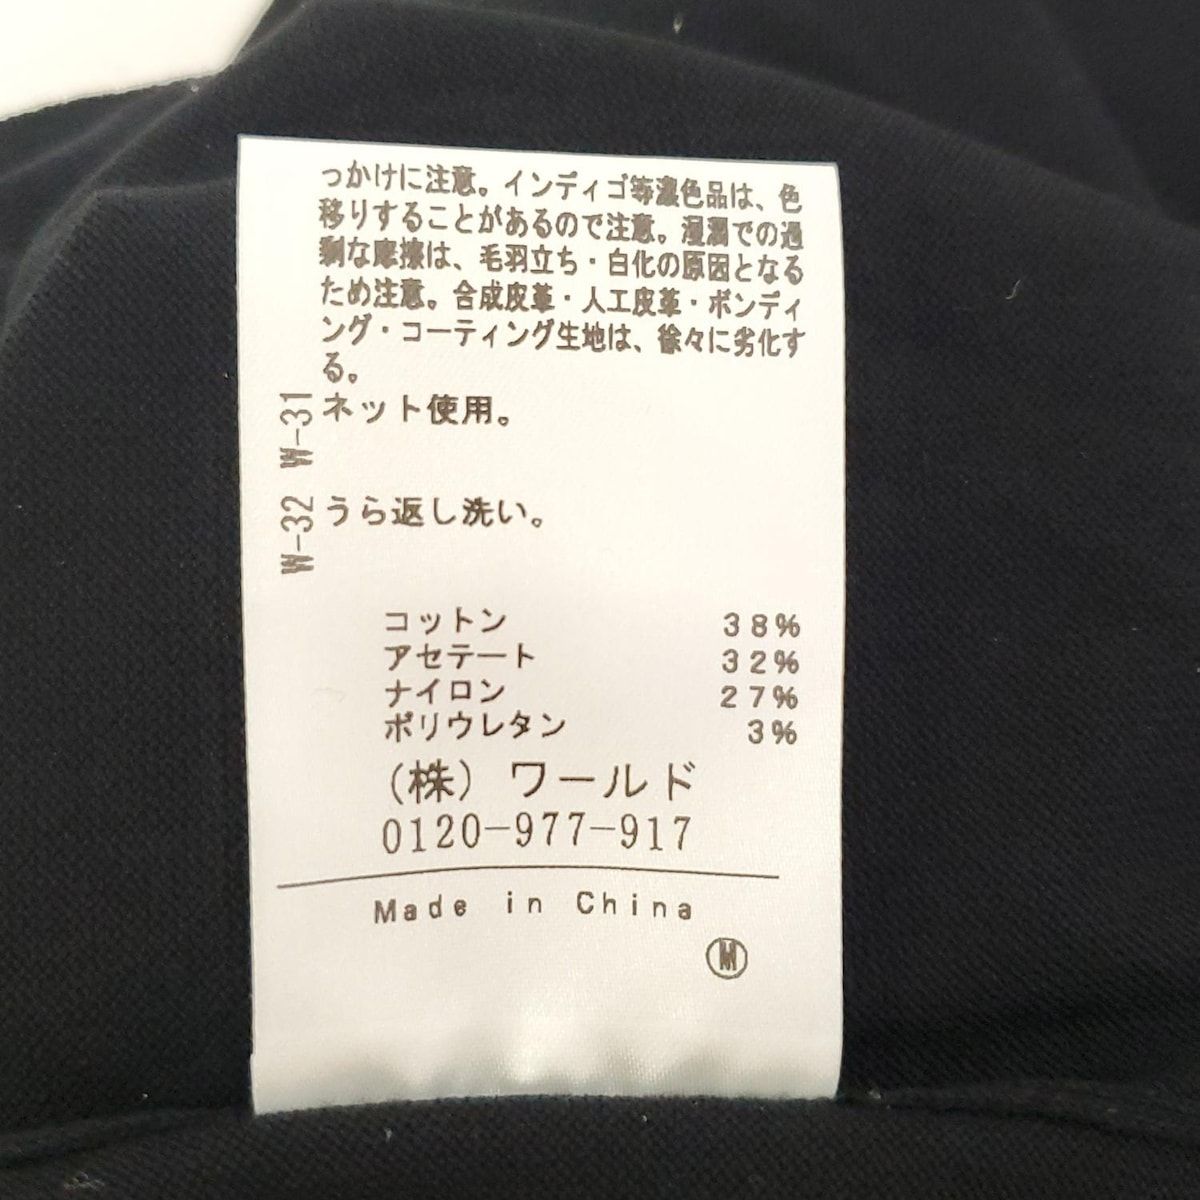 っかけに注意。インディゴ等濃色品は、色
移りすることがあるので注意。湿潤での過
剰な摩擦は、毛羽立ち・白化の原因となる
ため注意。合成皮革・人工皮革・ボンディ
ング・コーティング生地は、徐々に劣化す
る。
W-31 ネット使用。
W-32 うら返し洗い。
コットン 38%
アセテート 32%
ナイロン 27%
ポリウレタン 3%
(株) ワールド
0120-977-917
Made in China
Ⓜ